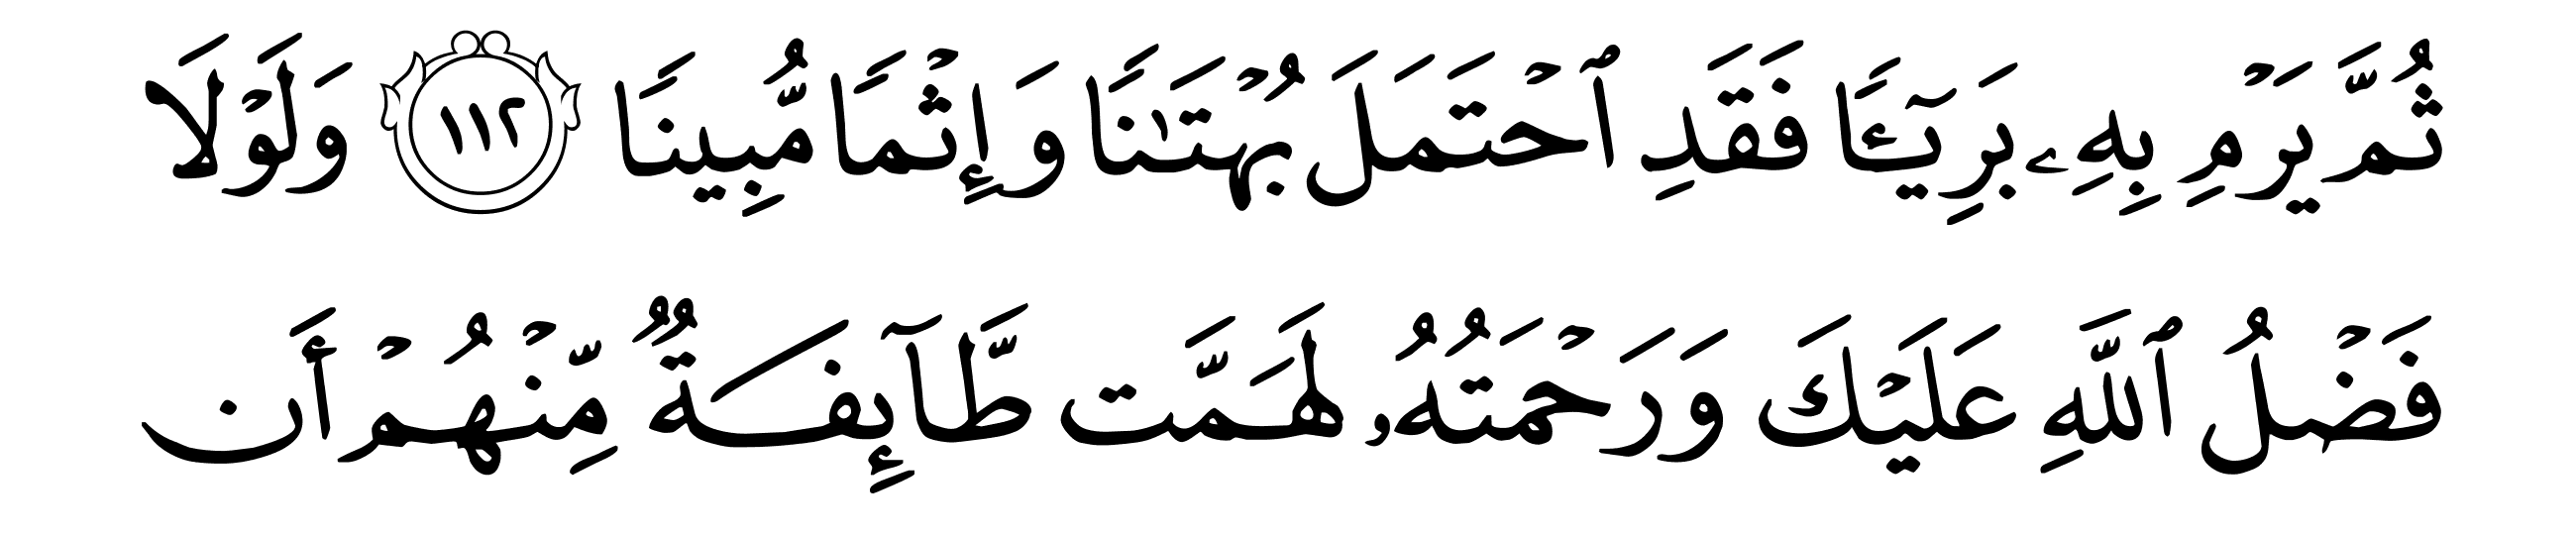 ثُمَّ يَرْمِ بِهِۦ بَرِيٓـًٔا فَقَدِ ٱحْتَمَلَ بُهْتَـٰنًا وَإِثْمًا مُّبِينًا ١١٢ وَلَوْلَا
فَضْلُ ٱللَّهِ عَلَيْكَ وَرَحْمَتُهُۥ لَهَمَّت طَّآئِفَةٌ مِّنْهُمْ أَن